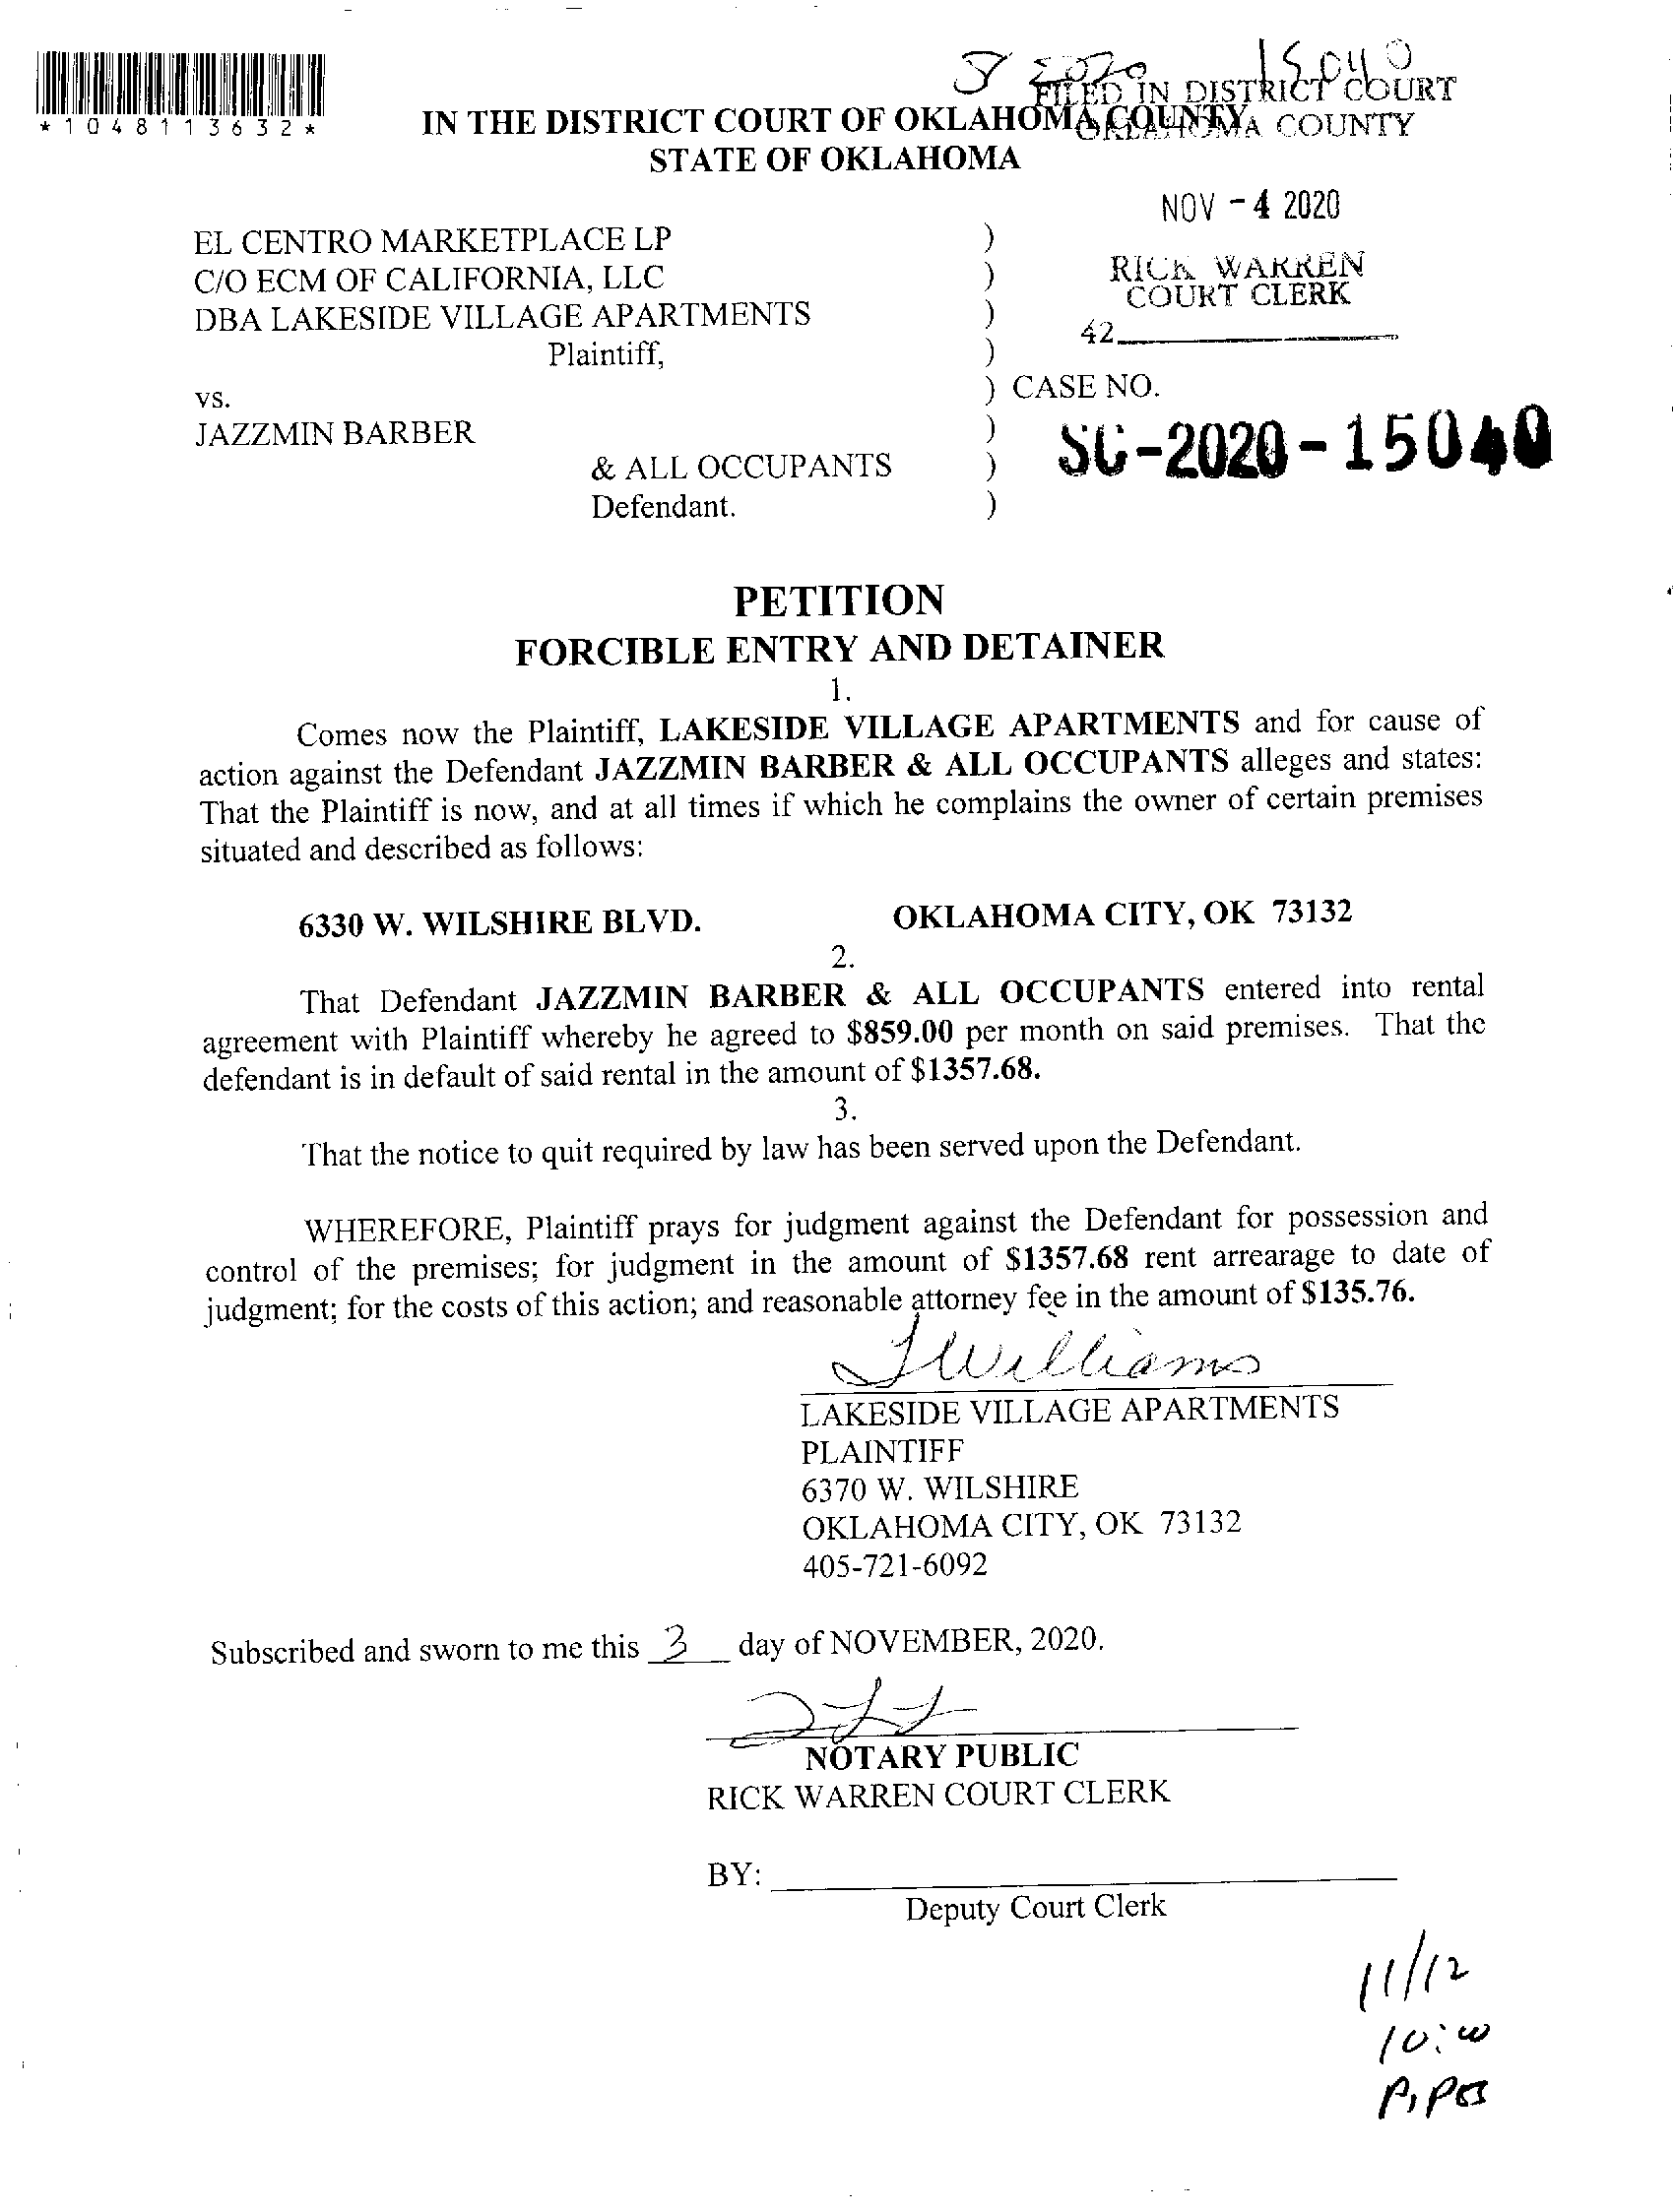 *1048113632*
SJ 2020 15040
FILED IN DISTRICT COURT
OKLAHOMA COUNTY
IN THE DISTRICT COURT OF OKLAHOMA COUNTY
STATE OF OKLAHOMA
NOV - 4 2020
RICK WARREN
COURT CLERK
42
EL CENTRO MARKETPLACE LP )
C/O ECM OF CALIFORNIA, LLC )
DBA LAKESIDE VILLAGE APARTMENTS )
Plaintiff, )
vs. ) CASE NO.
JAZZMIN BARBER ) SC-2020-15040
& ALL OCCUPANTS )
Defendant. )
PETITION
FORCIBLE ENTRY AND DETAINER
1.
Comes now the Plaintiff, LAKESIDE VILLAGE APARTMENTS and for cause of
action against the Defendant JAZZMIN BARBER & ALL OCCUPANTS alleges and states:
That the Plaintiff is now, and at all times if which he complains the owner of certain premises
situated and described as follows:
6330 W. WILSHIRE BLVD. OKLAHOMA CITY, OK 73132
2.
That Defendant JAZZMIN BARBER & ALL OCCUPANTS entered into rental
agreement with Plaintiff whereby he agreed to $859.00 per month on said premises. That the
defendant is in default of said rental in the amount of $1357.68.
3.
That the notice to quit required by law has been served upon the Defendant.
WHEREFORE, Plaintiff prays for judgment against the Defendant for possession and
control of the premises; for judgment in the amount of $1357.68 rent arrearage to date of
judgment; for the costs of this action; and reasonable attorney fee in the amount of $135.76.
JWilliams
LAKESIDE VILLAGE APARTMENTS
PLAINTIFF
6370 W. WILSHIRE
OKLAHOMA CITY, OK 73132
405-721-6092
Subscribed and sworn to me this 3 day of NOVEMBER, 2020.
NOTARY PUBLIC
RICK WARREN COURT CLERK
BY:
Deputy Court Clerk
11/12
10:00